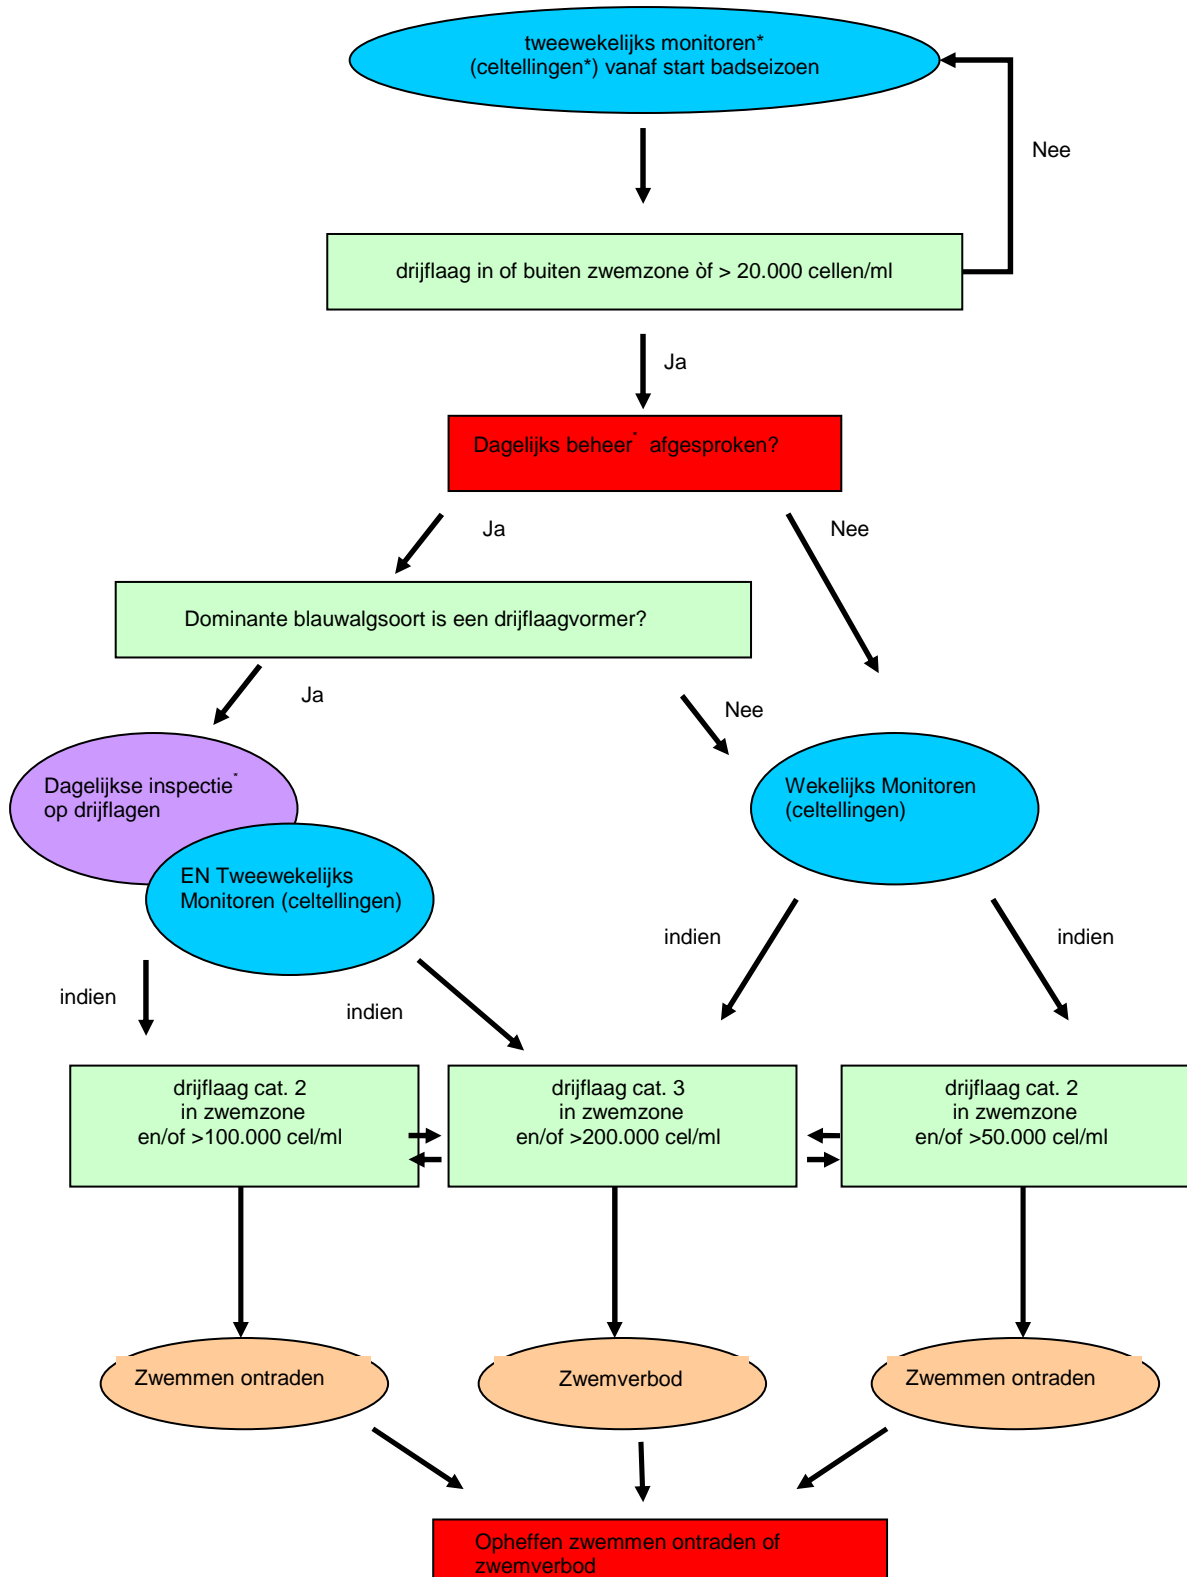 tweewekelijks monitoren*
(celtellingen*) vanaf start badseizoen
Nee
drijflaag in of buiten zwemzone òf > 20.000 cellen/ml
Ja
Dagelijks beheer* afgesproken?
Ja
Nee
Dominante blauwalgsoort is een drijflaagvormer?
Ja
Nee
Dagelijkse inspectie*
op drijflagen
Wekelijks Monitoren
(celtellingen)
EN Tweewekelijks
Monitoren (celtellingen)
indien
indien
indien
indien
drijflaag cat. 2
in zwemzone
en/of >100.000 cel/ml
drijflaag cat. 3
in zwemzone
en/of >200.000 cel/ml
drijflaag cat. 2
in zwemzone
en/of >50.000 cel/ml
Zwemmen ontraden
Zwemverbod
Zwemmen ontraden
Opheffen zwemmen ontraden of
zwemverbod